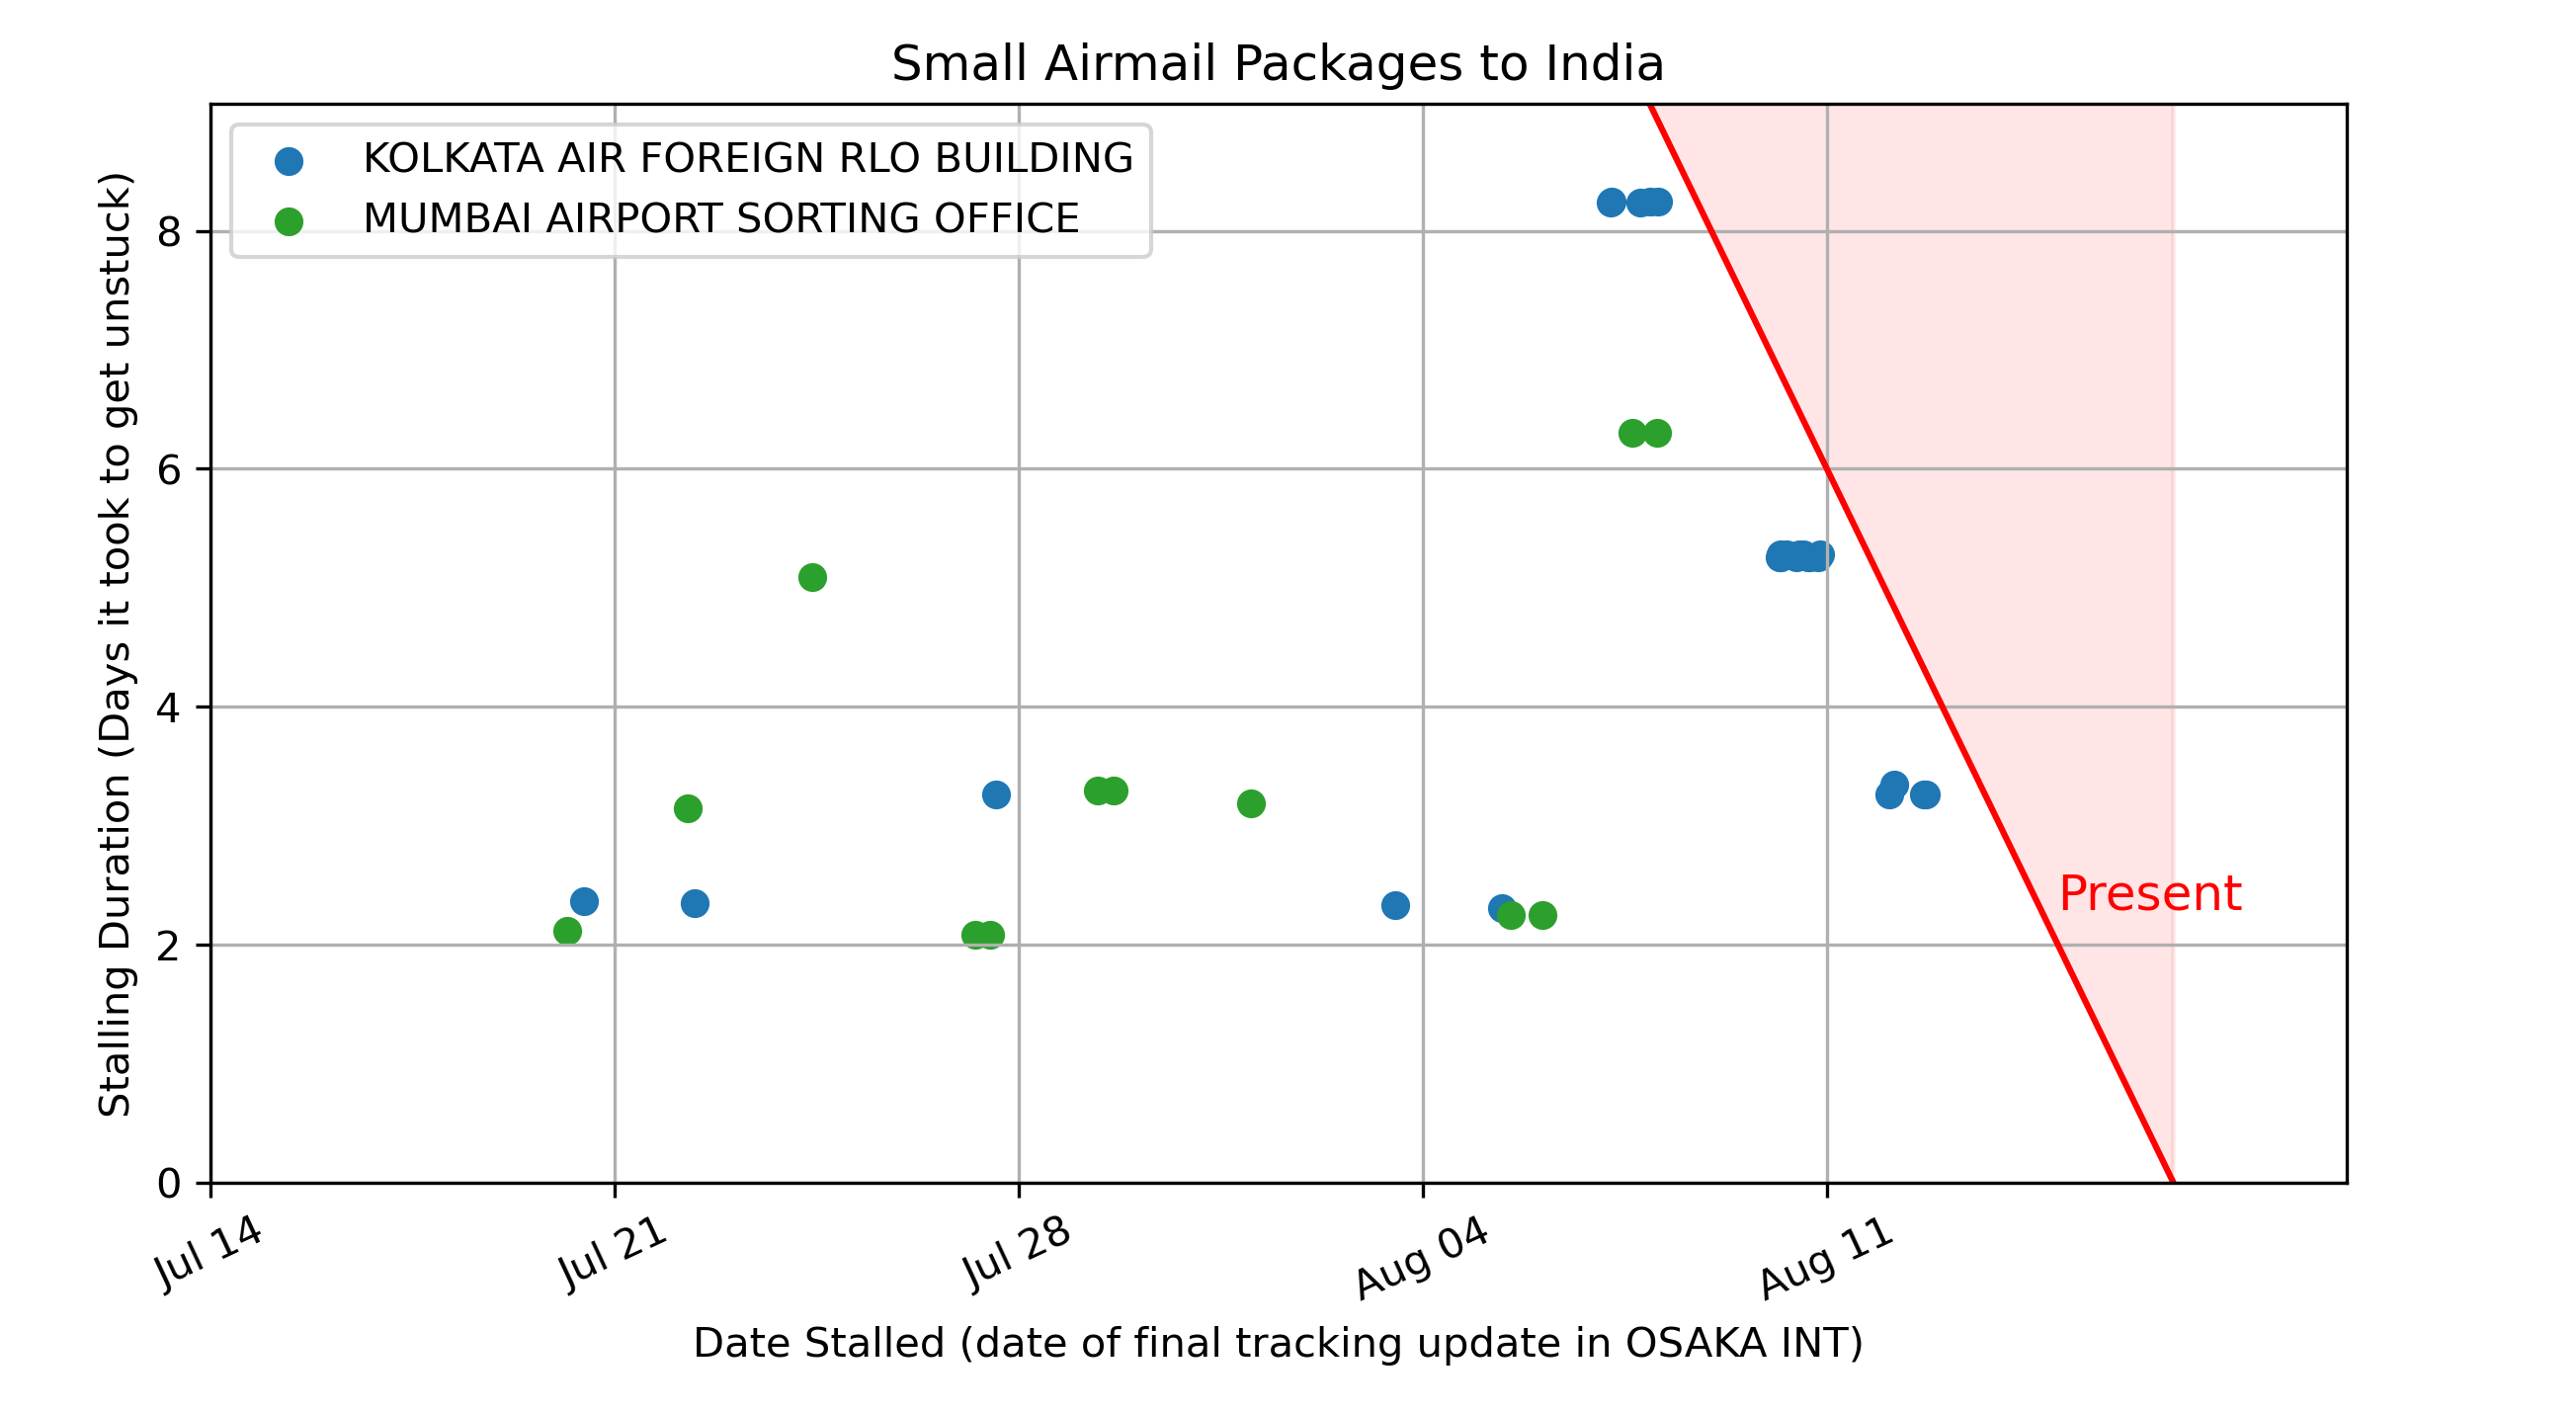 Small Airmail Packages to India
KOLKATA AIR FOREIGN RLO BUILDING
MUMBAI AIRPORT SORTING OFFICE
Stalling Duration (Days it took to get unstuck)
8
6
4
2
0
Present
Jul 14
Jul 21
Jul 28
Aug 04
Aug 11
Date Stalled (date of final tracking update in OSAKA INT)